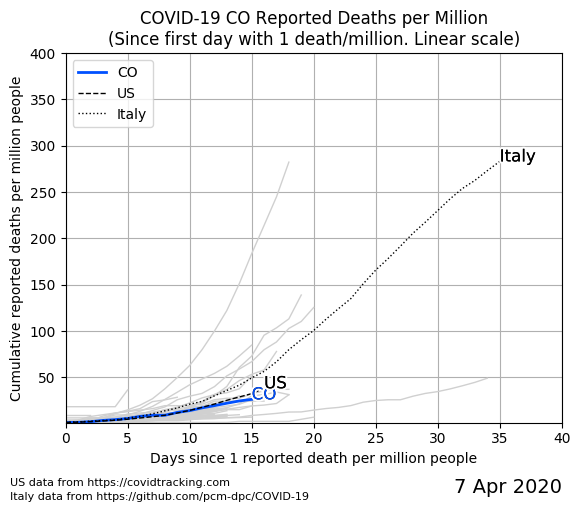 COVID-19 CO Reported Deaths per Million
(Since first day with 1 death/million. Linear scale)
Cumulative reported deaths per million people
400
350
300
250
200
150
100
50
CO
US
Italy
Italy
US
CO
0
5
10
15
20
25
30
35
40
Days since 1 reported death per million people
US data from https://covidtracking.com
Italy data from https://github.com/pcm-dpc/COVID-19
7 Apr 2020